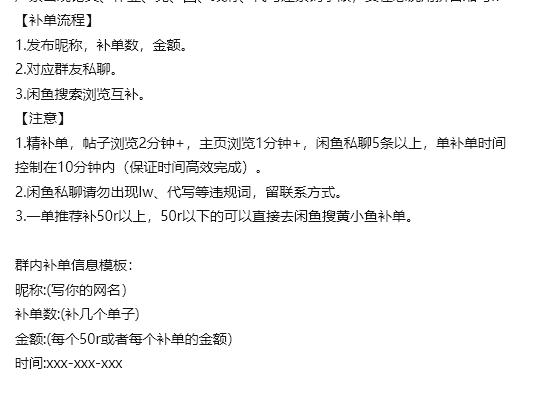 【补单流程】
1.发布昵称，补单数，金额。
2.对应群友私聊。
3.闲鱼搜索浏览互补。
【注意】
1.精补单，帖子浏览2分钟+，主页浏览1分钟+，闲鱼私聊5条以上，单补单时间
控制在10分钟内（保证时间高效完成）。
2.闲鱼私聊请勿出现lw、代写等违规词，留联系方式。
3.一单推荐补50r以上，50r以下的可以直接去闲鱼搜黄小鱼补单。
群内补单信息模板：
昵称:(写你的网名)
补单数:(补几个单子)
金额:(每个50r或者每个补单的金额)
时间:xxx-xxx-xxx